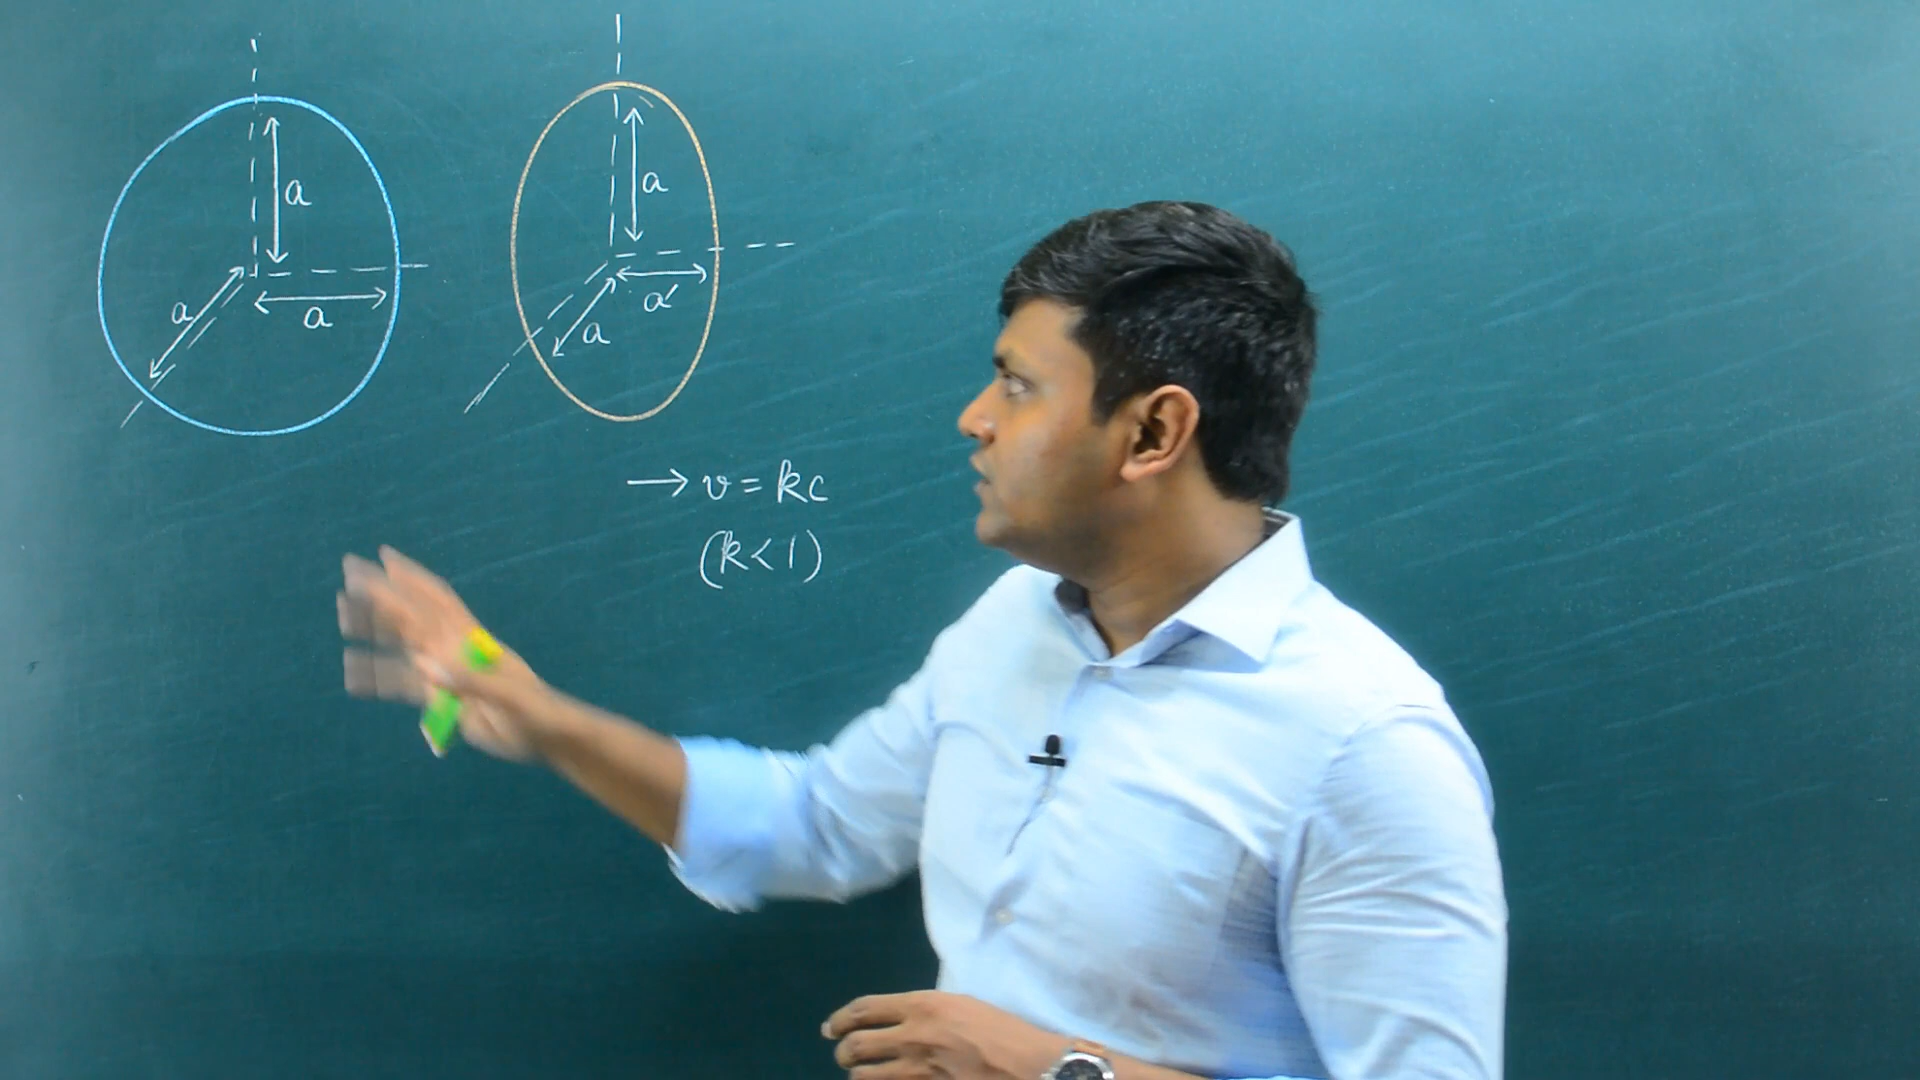 a
a
a
a
a′
a
→ v = kc
(k < 1)